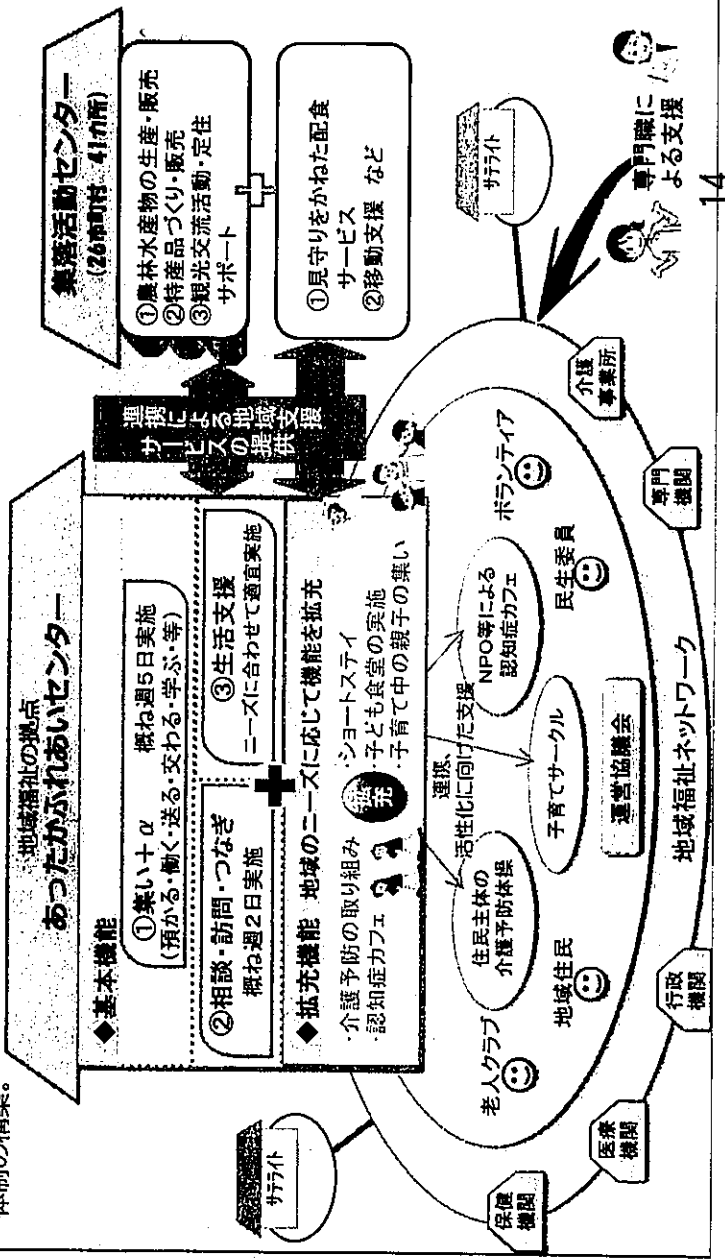 体制の構築。
地域福祉の拠点
あったかふれあいセンター
◆基本機能
①集い+α　概ね週5日実施
(預かる・働く・送る・交わる・学ぶ・等)
②相談・訪問・つなぎ
概ね週2日実施
③生活支援
ニーズに合わせて適宜実施
◆拡充機能 地域のニーズに応じて機能を拡充
・介護予防の取り組み
・認知症カフェ
拡充
・ショートステイ
・子ども食堂の実施
・子育て中の親子の集い
連携による地域支援
サービスの提供
集落活動センター
(26市町村 41カ所)
①農林水産物の生産・販売
②特産品づくり・販売
③観光交流活動・定住
サポート
①見守りをかねた配食
サービス
②移動支援 など
連携、
活性化に向けた支援
住民主体の
介護予防体操
子育てサークル
NPO等による
認知症カフェ
老人クラブ
地域住民
民生委員
ボランティア
運営協議会
地域福祉ネットワーク
保健
機関
医療
機関
行政
機関
専門
機関
介護
事業所
サテライト
サテライト
専門職に
よる支援
14